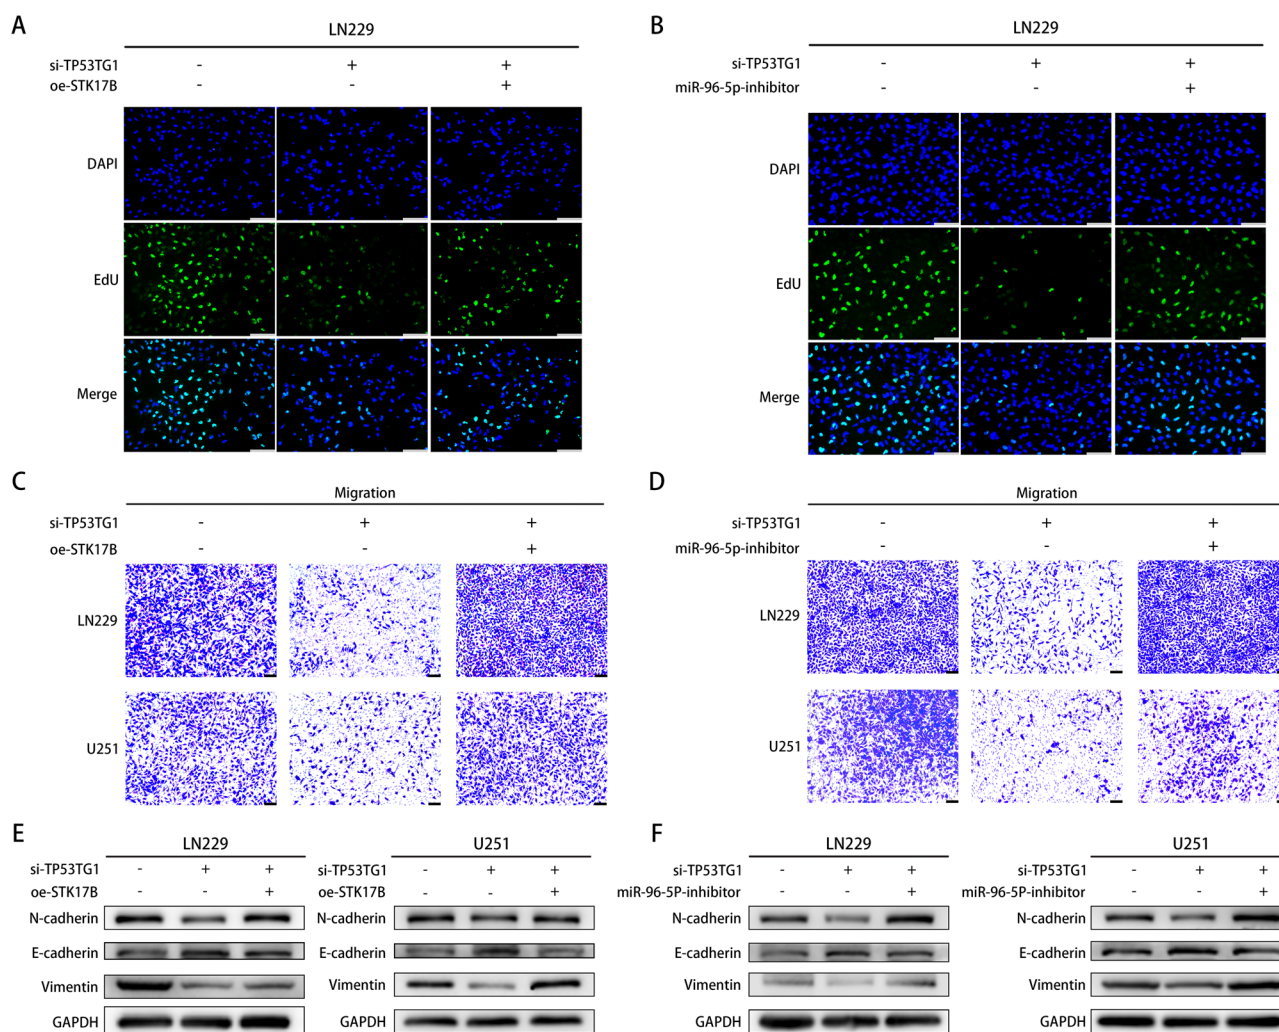 A
LN229
si-TP53TG1 - + +
oe-STK17B - - +
DAPI
EdU
Merge
B
LN229
si-TP53TG1 - + +
miR-96-5p-inhibitor - - +
DAPI
EdU
Merge
C
Migration
si-TP53TG1 - + +
oe-STK17B - - +
LN229
U251
D
Migration
si-TP53TG1 - + +
miR-96-5p-inhibitor - - +
LN229
U251
E
LN229
si-TP53TG1 - + +
oe-STK17B - - +
N-cadherin
E-cadherin
Vimentin
GAPDH
U251
si-TP53TG1 - + +
oe-STK17B - - +
N-cadherin
E-cadherin
Vimentin
GAPDH
F
LN229
si-TP53TG1 - + +
miR-96-5P-inhibitor - - +
N-cadherin
E-cadherin
Vimentin
GAPDH
U251
si-TP53TG1 - + +
miR-96-5P-inhibitor - - +
N-cadherin
E-cadherin
Vimentin
GAPDH